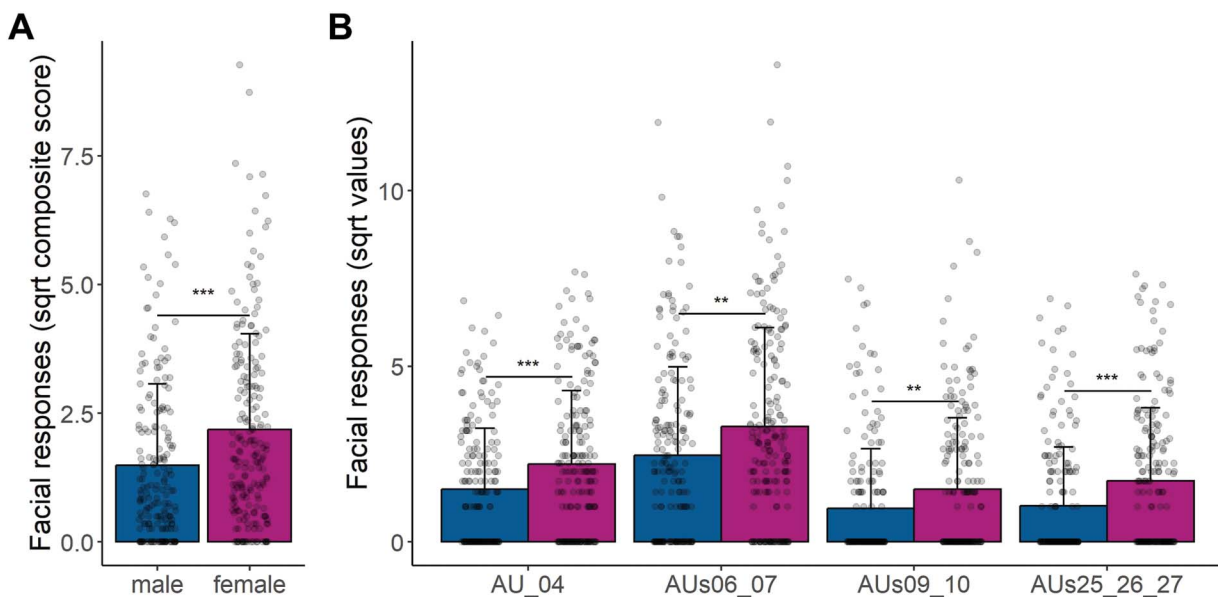 A
Facial responses (sqrt composite score)
7.5
5.0
2.5
0.0
***
male female
B
Facial responses (sqrt values)
10
5
0
***
**
**
***
AU_04 AUs06_07 AUs09_10 AUs25_26_27